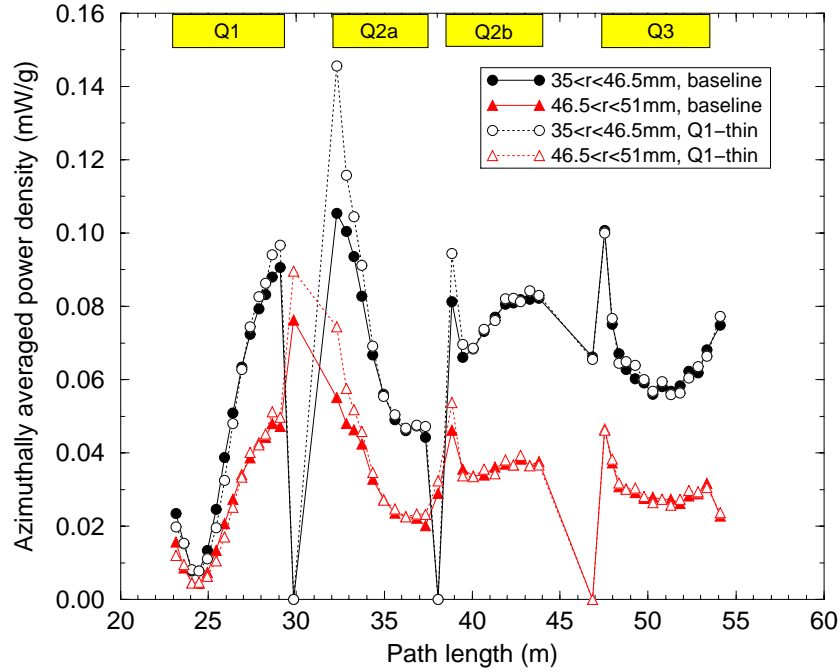 Q1 Q2a Q2b Q3
35<r<46.5mm, baseline
46.5<r<51mm, baseline
35<r<46.5mm, Q1−thin
46.5<r<51mm, Q1−thin
Azimuthally averaged power density (mW/g)
0.16
0.14
0.12
0.10
0.08
0.06
0.04
0.02
0.00
20 25 30 35 40 45 50 55 60
Path length (m)